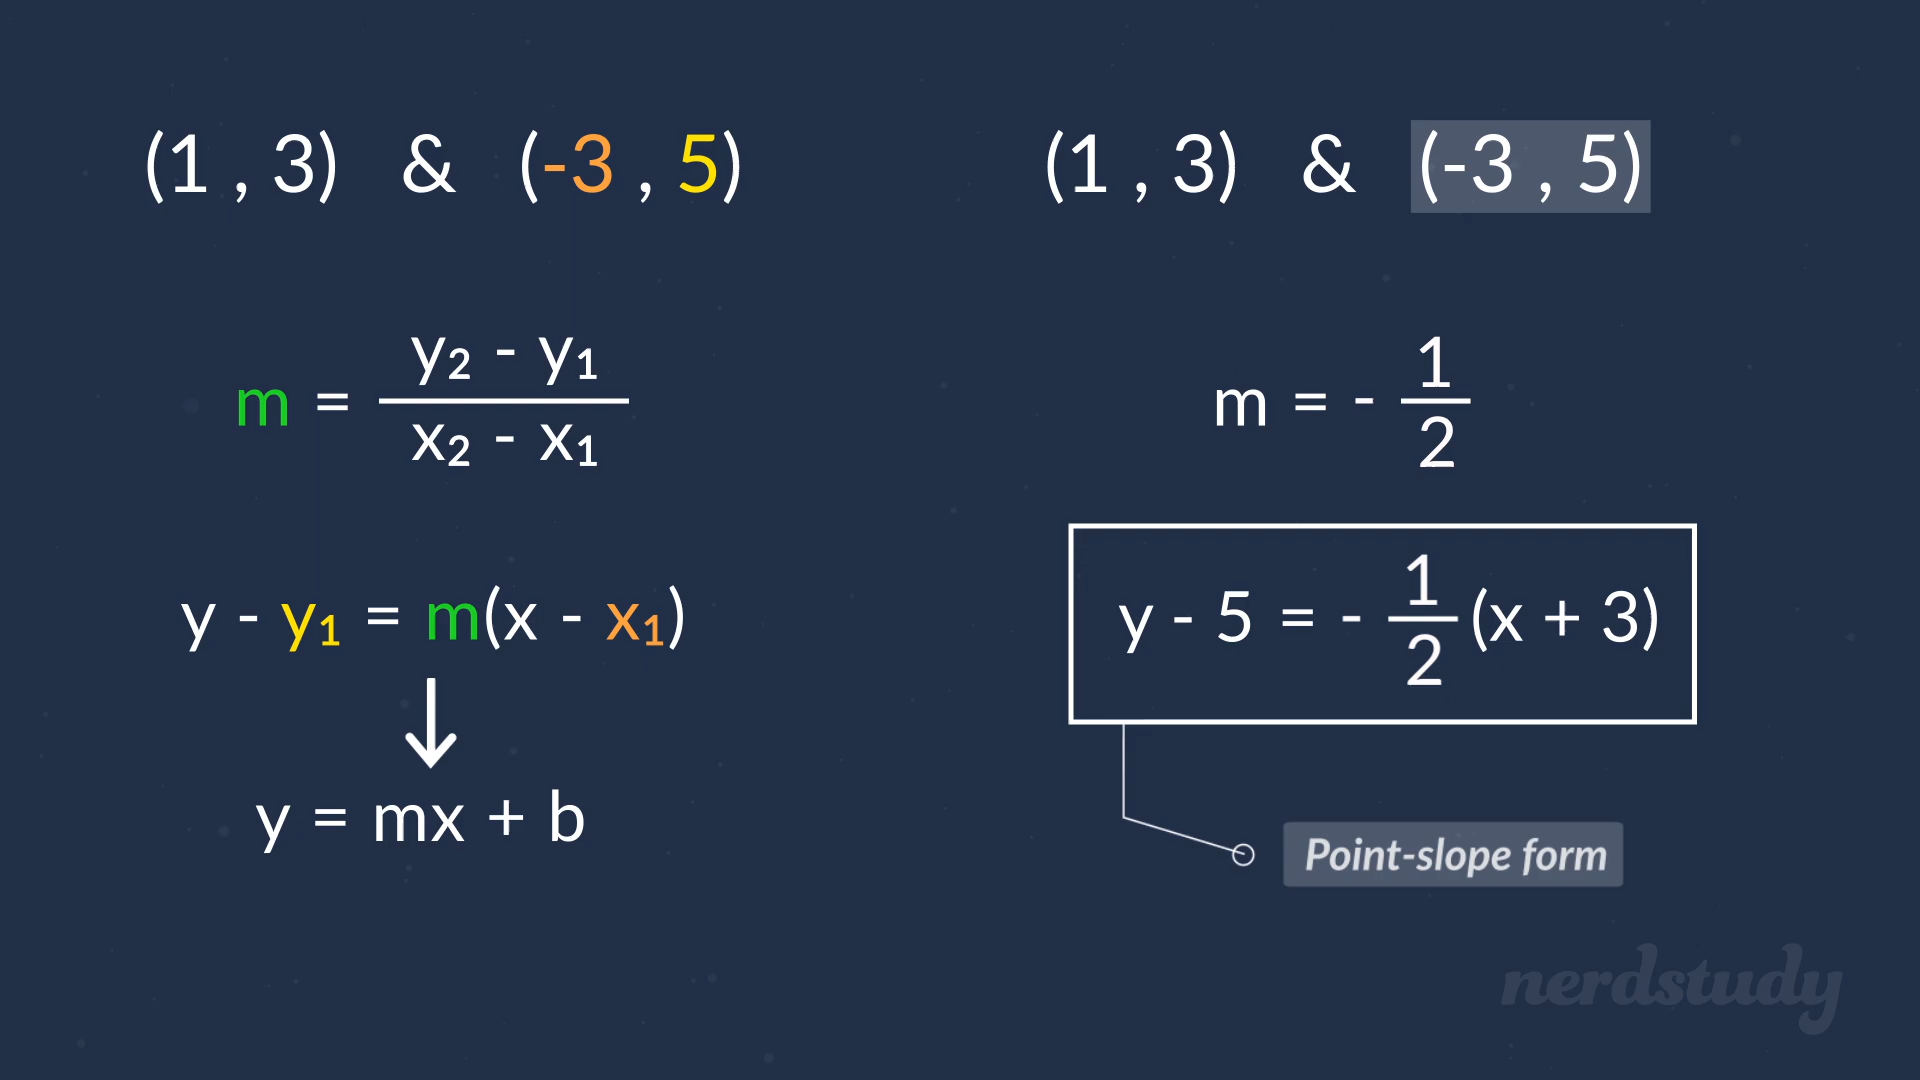 (1 , 3) & (-3 , 5)
m = y₂ - y₁ / x₂ - x₁
y - y₁ = m(x - x₁)
↓
y = mx + b
(1 , 3) & (-3 , 5)
m = - 1/2
y - 5 = - 1/2 (x + 3)
Point-slope form
nerdstudy